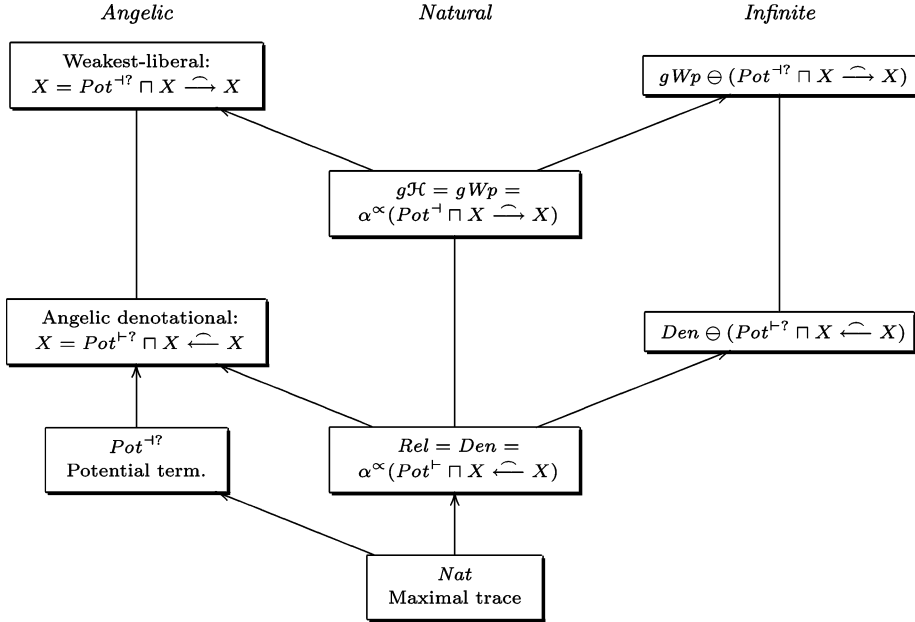 Angelic Natural Infinite
Weakest-liberal:
X = Pot^{⊣?} ⊓ X ⟶͡ X
gWp ⊖ (Pot^{⊣?} ⊓ X ⟶͡ X)
gℋ = gWp =
α^∝(Pot^{⊣} ⊓ X ⟶͡ X)
Angelic denotational:
X = Pot^{⊢?} ⊓ X ⟵͡ X
Den ⊖ (Pot^{⊢?} ⊓ X ⟵͡ X)
Pot^{⊣?}
Potential term.
Rel = Den =
α^∝(Pot^{⊢} ⊓ X ⟵͡ X)
Nat
Maximal trace